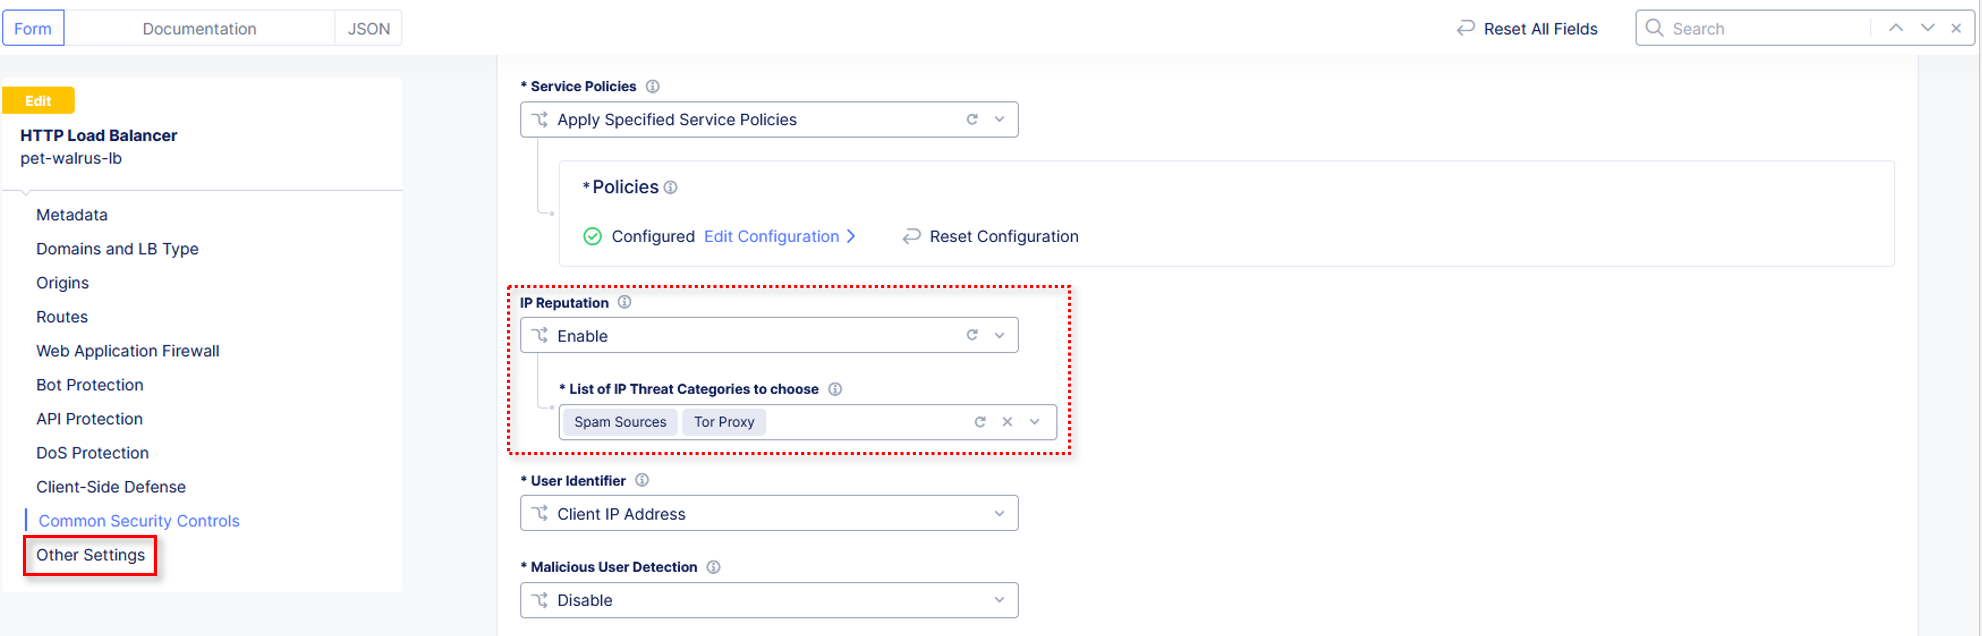 Form
Documentation
JSON
Reset All Fields
Search
Edit
HTTP Load Balancer
pet-walrus-lb
Metadata
Domains and LB Type
Origins
Routes
Web Application Firewall
Bot Protection
API Protection
DoS Protection
Client-Side Defense
Common Security Controls
Other Settings
* Service Policies
Apply Specified Service Policies
* Policies
Configured Edit Configuration
Reset Configuration
IP Reputation
Enable
* List of IP Threat Categories to choose
Spam Sources Tor Proxy
* User Identifier
Client IP Address
* Malicious User Detection
Disable